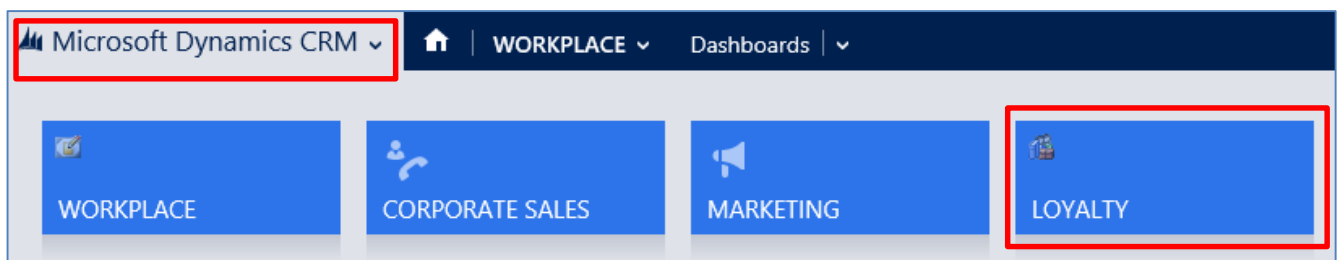 Microsoft Dynamics CRM WORKPLACE Dashboards
WORKPLACE CORPORATE SALES MARKETING LOYALTY